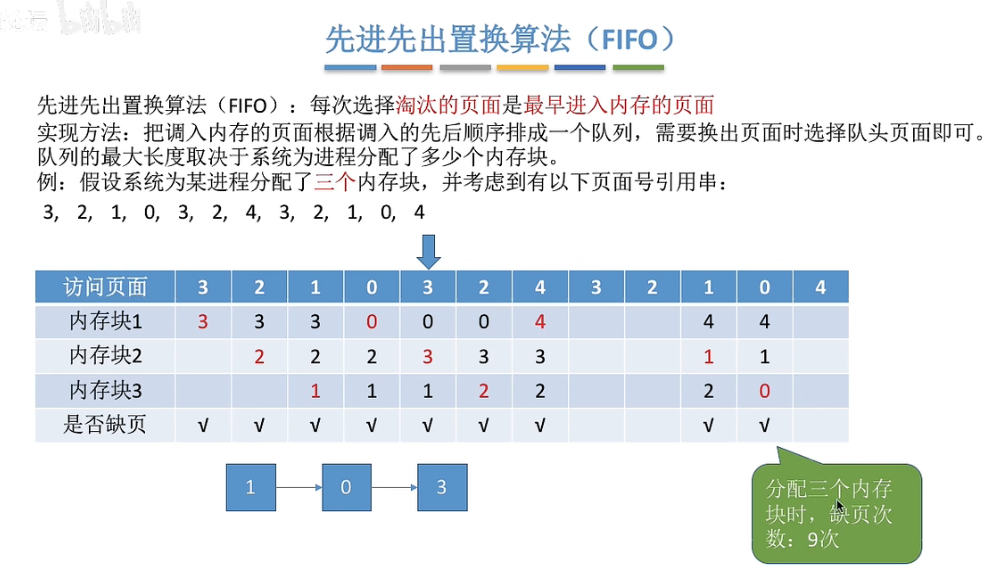 先进先出置换算法（FIFO）
先进先出置换算法（FIFO）：每次选择淘汰的页面是最早进入内存的页面
实现方法：把调入内存的页面根据调入的先后顺序排成一个队列，需要换出页面时选择队头页面即可。
队列的最大长度取决于系统为进程分配了多少个内存块。
例：假设系统为某进程分配了三个内存块，并考虑到有以下页面号引用串：
3, 2, 1, 0, 3, 2, 4, 3, 2, 1, 0, 4
访问页面 3 2 1 0 3 2 4 3 2 1 0 4
内存块1 3 3 3 0 0 0 4 4 4
内存块2 2 2 2 3 3 3 1 1
内存块3 1 1 1 2 2 2 0
是否缺页 √ √ √ √ √ √ √ √ √
1 0 3
分配三个内存
块时，缺页次
数：9次